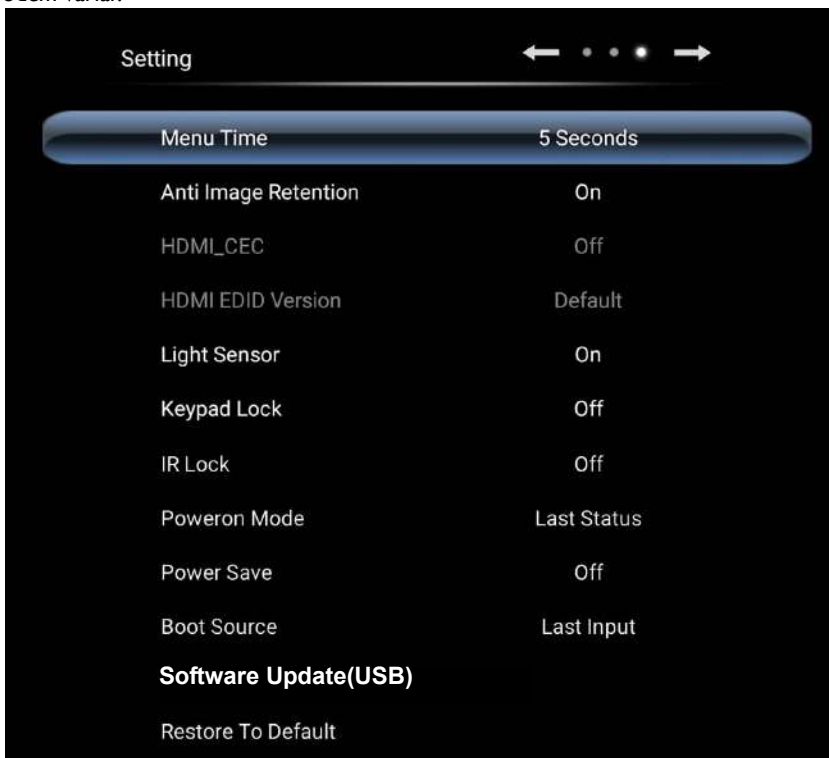 Setting
Menu Time 5 Seconds
Anti Image Retention On
HDMI_CEC Off
HDMI EDID Version Default
Light Sensor On
Keypad Lock Off
IR Lock Off
Poweron Mode Last Status
Power Save Off
Boot Source Last Input
Software Update(USB)
Restore To Default